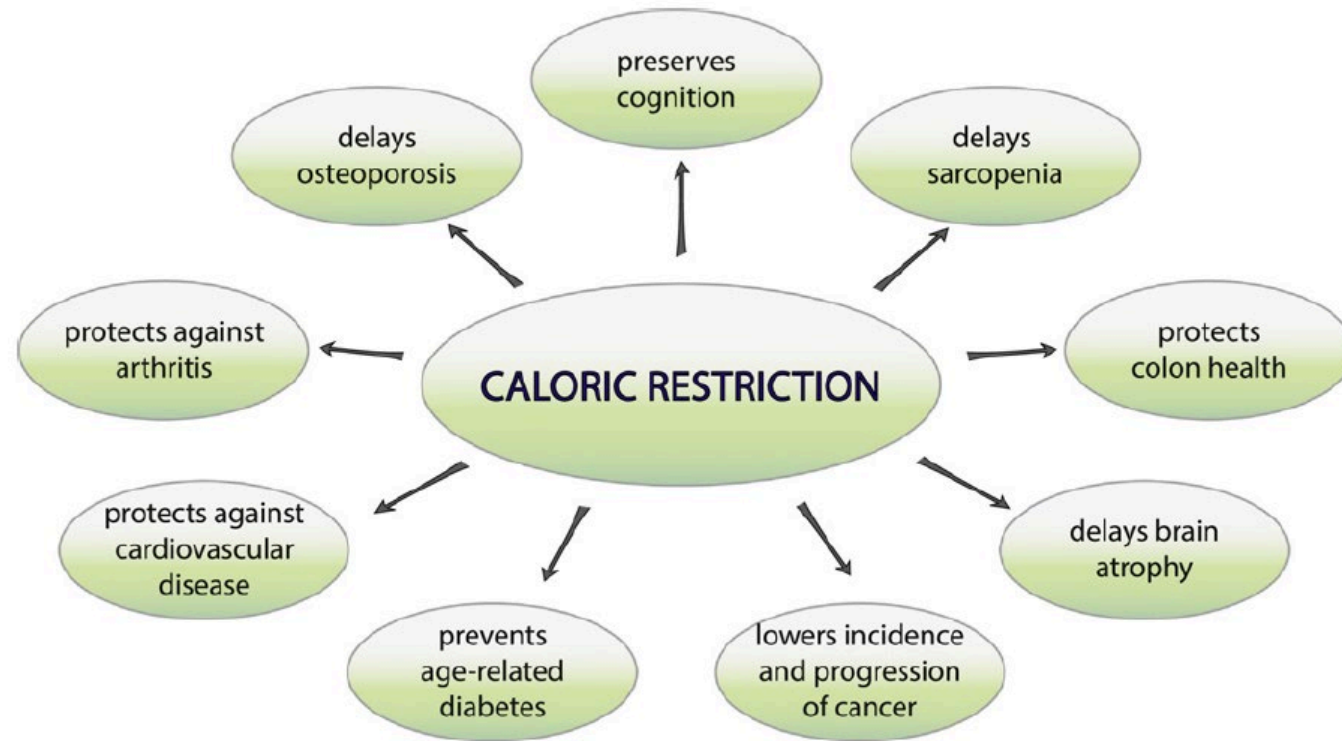 preserves
cognition
delays
osteoporosis
delays
sarcopenia
protects against
arthritis
CALORIC RESTRICTION
protects
colon health
protects against
cardiovascular
disease
delays brain
atrophy
prevents
age-related
diabetes
lowers incidence
and progression
of cancer